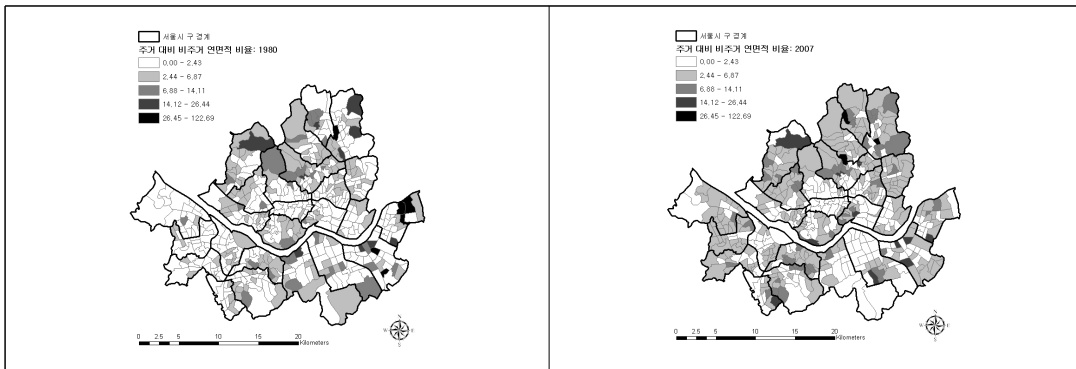 서울시 구 경계
주거 대비 비주거 연면적 비율: 1980
0,00 - 2,43
2,44 - 6,87
6,88 - 14,11
14,12 - 26,44
26,45 - 122,69
N
W
E
S
0 2.5 5 10 15 20
Kilometers
서울시 구 경계
주거 대비 비주거 연면적 비율: 2007
0,00 - 2,43
2,44 - 6,87
6,88 - 14,11
14,12 - 26,44
26,45 - 122,69
N
W
E
S
0 2.5 5 10 15 20
Kilometers